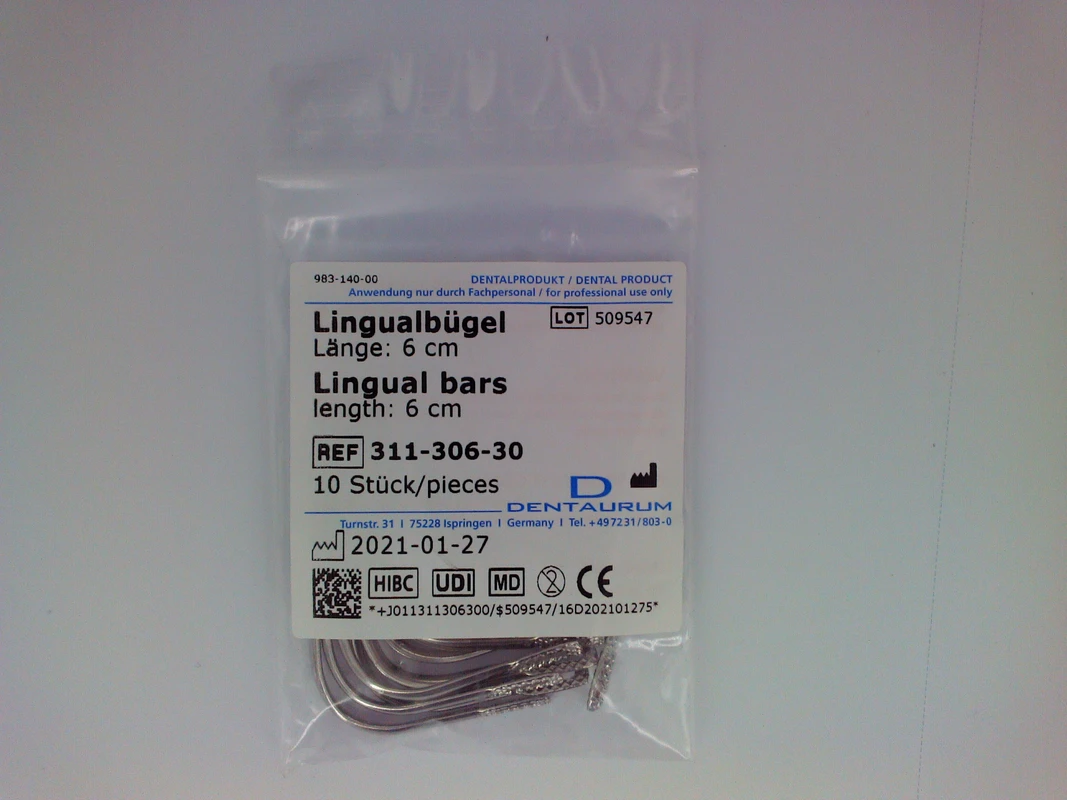 983-140-00
DENTALPRODUKT / DENTAL PRODUCT
Anwendung nur durch Fachpersonal / for professional use only
Lingualbügel
LOT 509547
Länge: 6 cm
Lingual bars
length: 6 cm
REF 311-306-30
10 Stück/pieces
D
DENTAURUM
Turnstr. 31 I 75228 Ispringen I Germany I Tel. +497231/803-0
2021-01-27
HIBC UDI MD 2 CE
*+J011311306300/$509547/16D202101275*